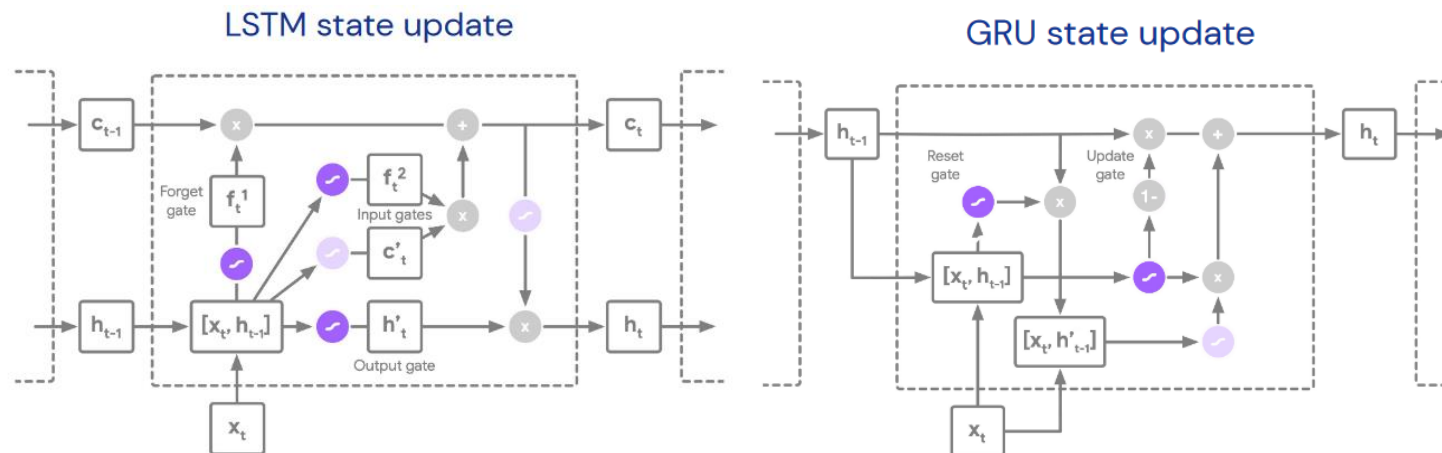 LSTM state update
c_{t-1}
x
+
c_t
Forget
gate
f_t^1
f_t^2
Input gates
x
c'_t
h_{t-1}
[x_t, h_{t-1}]
h'_t
x
h_t
Output gate
x_t
GRU state update
h_{t-1}
x
+
h_t
Reset
gate
Update
gate
x
1-
[x_t, h_{t-1}]
x
[x_t, h'_{t-1}]
x_t